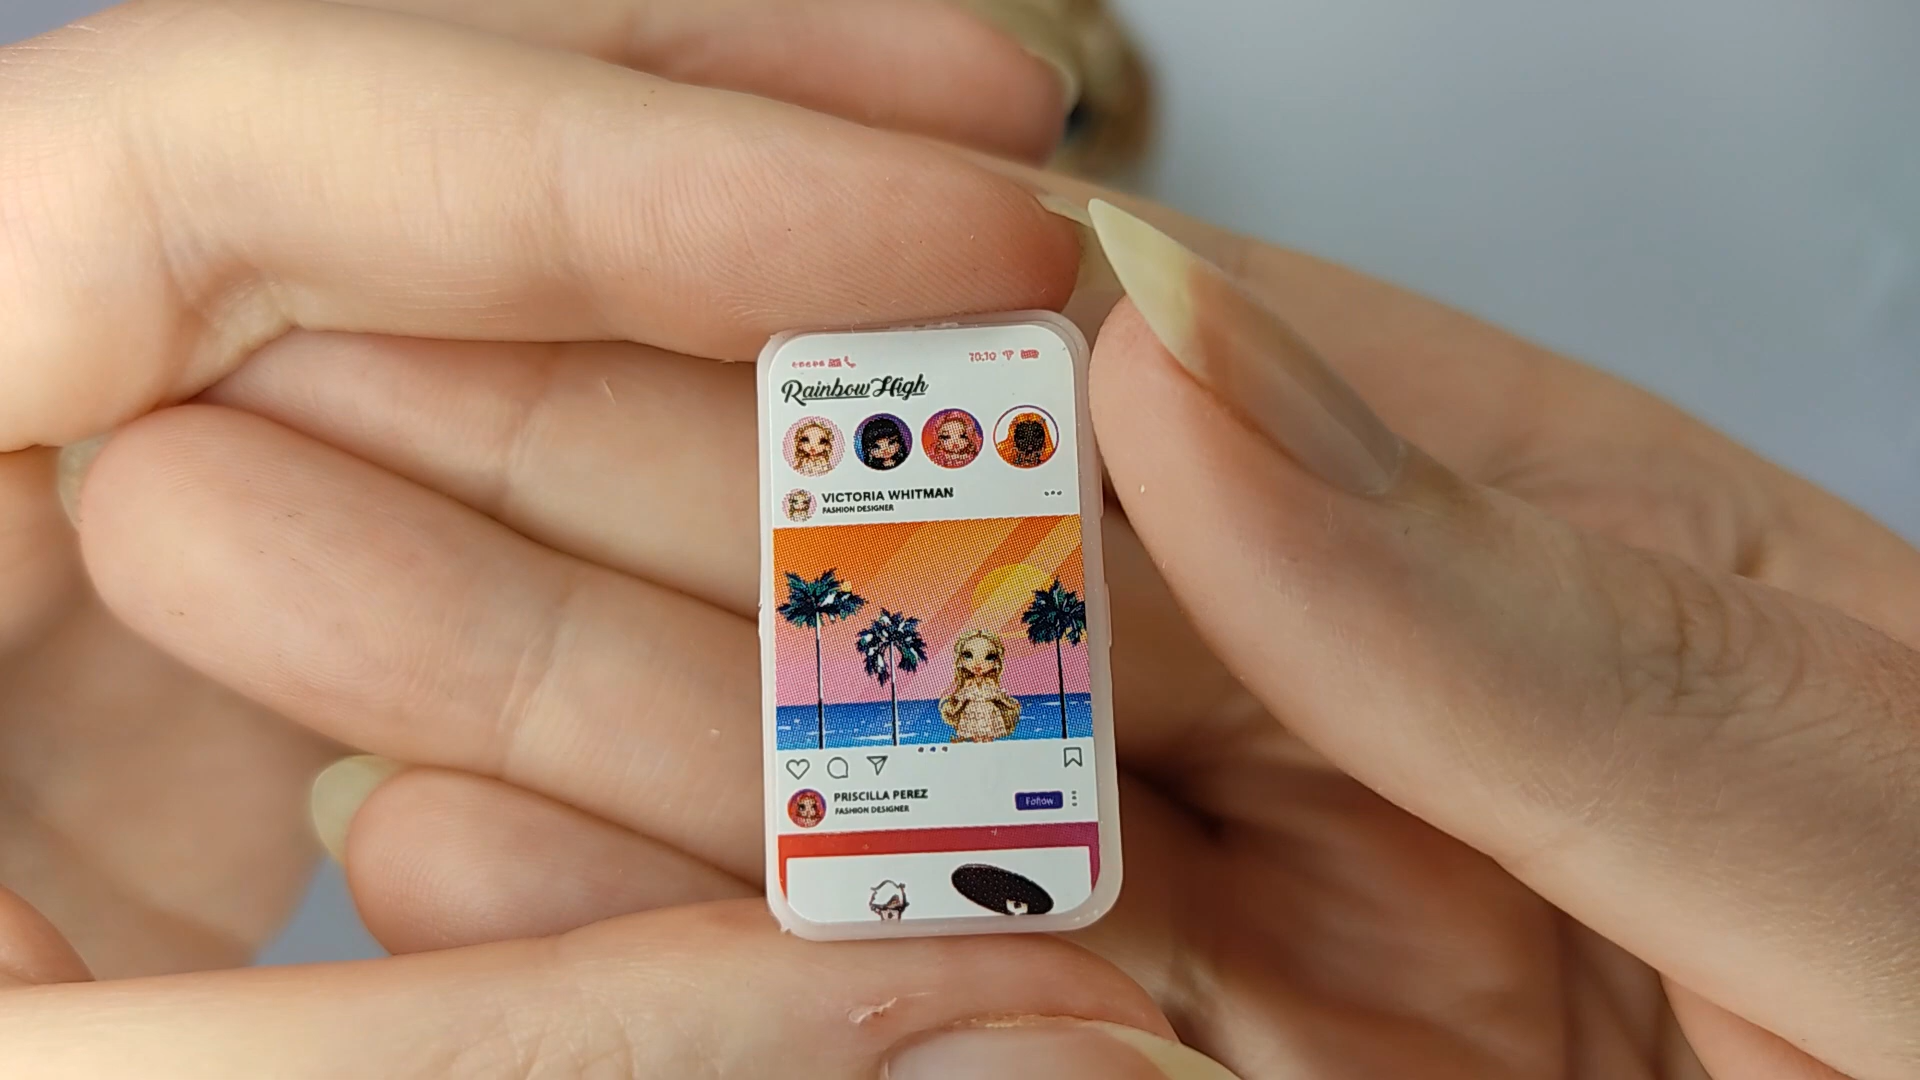 10:10
Rainbow High
VICTORIA WHITMAN
FASHION DESIGNER
PRISCILLA PEREZ
FASHION DESIGNER
Follow